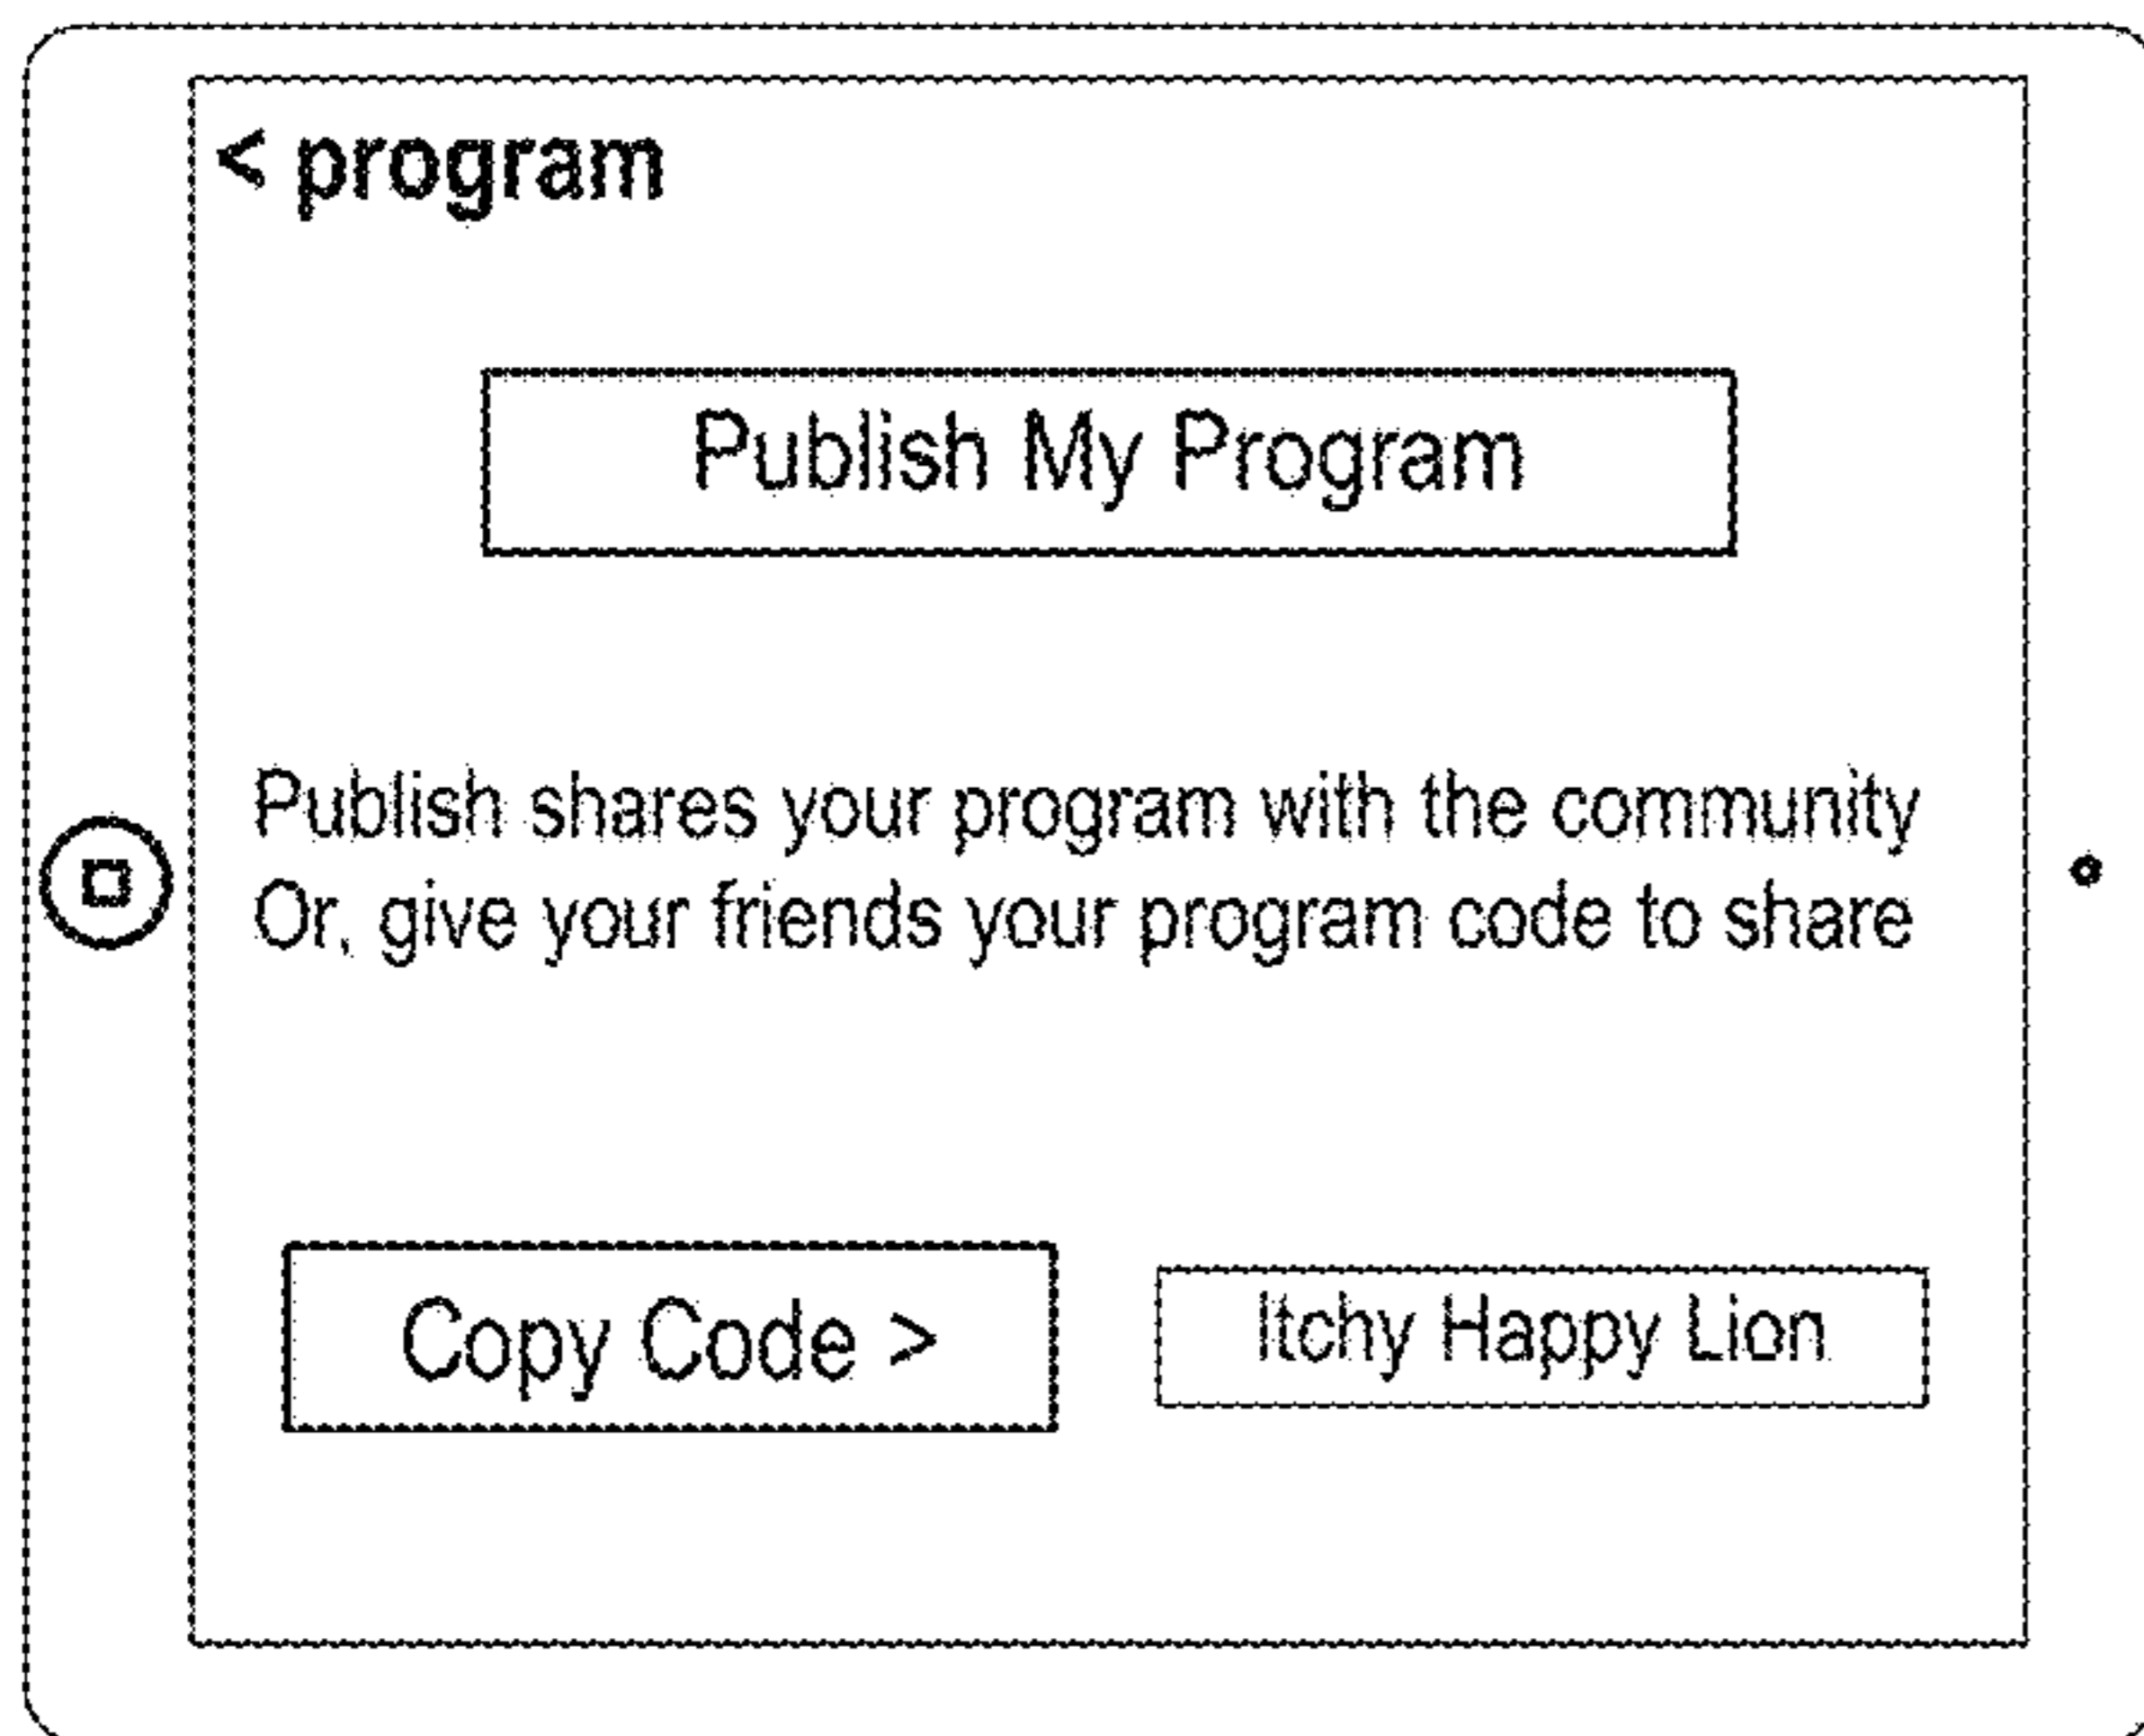 < program
Publish My Program
Publish shares your program with the community
Or, give your friends your program code to share
Copy Code >
Itchy Happy Lion